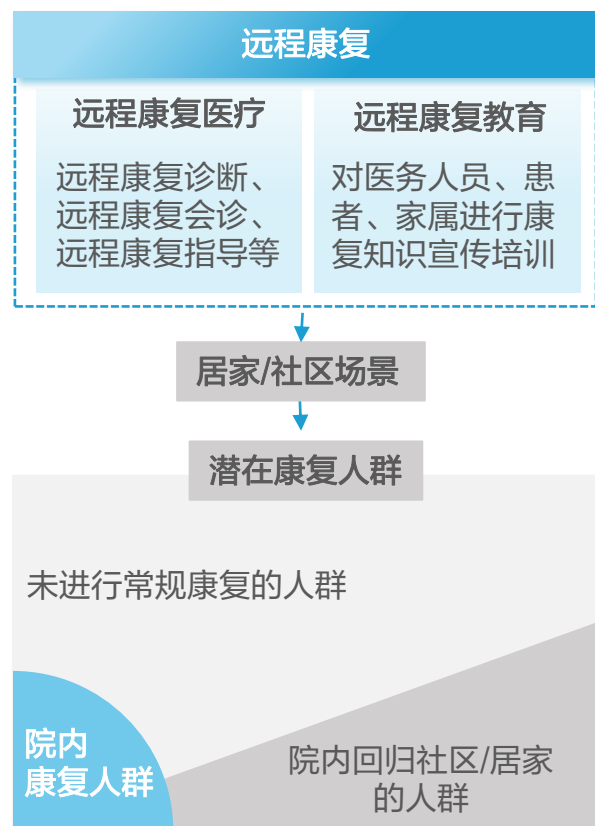 远程康复
远程康复医疗
远程康复诊断、
远程康复会诊、
远程康复指导等
远程康复教育
对医务人员、患
者、家属进行康
复知识宣传培训
居家/社区场景
潜在康复人群
未进行常规康复的人群
院内
康复人群
院内回归社区/居家
的人群